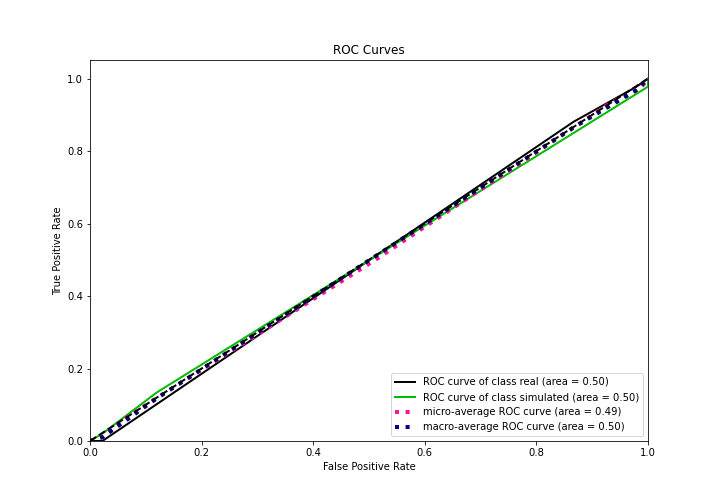 ROC Curves
1.0
0.8
0.6
0.4
0.2
0.0
True Positive Rate
ROC curve of class real (area = 0.50)
ROC curve of class simulated (area = 0.50)
micro-average ROC curve (area = 0.49)
macro-average ROC curve (area = 0.50)
0.0 0.2 0.4 0.6 0.8 1.0
False Positive Rate